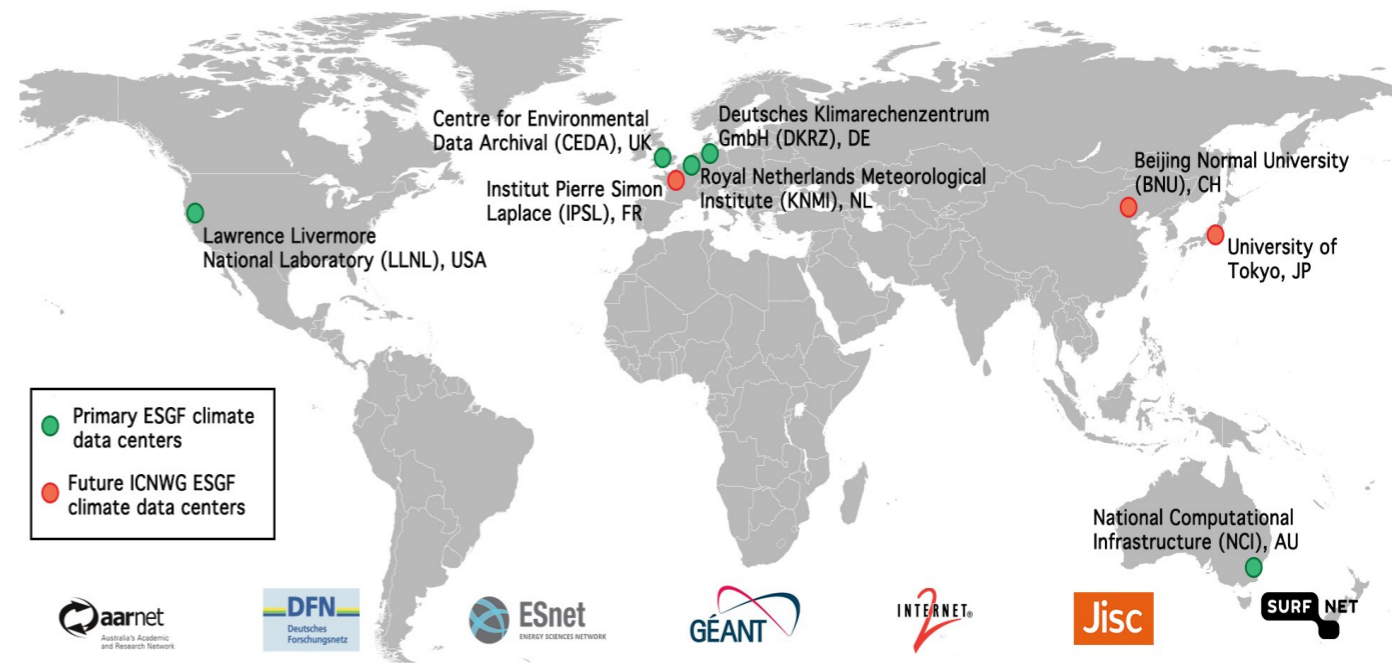 Centre for Environmental
Data Archival (CEDA), UK
Deutsches Klimarechenzentrum
GmbH (DKRZ), DE
Institut Pierre Simon
Laplace (IPSL), FR
Royal Netherlands Meteorological
Institute (KNMI), NL
Beijing Normal University
(BNU), CH
University of
Tokyo, JP
Lawrence Livermore
National Laboratory (LLNL), USA
Primary ESGF climate
data centers
Future ICNWG ESGF
climate data centers
National Computational
Infrastructure (NCI), AU
aarnet
Australia's Academic
and Research Network
DFN
Deutsches
Forschungsnetz
ESnet
ENERGY SCIENCES NETWORK
GÉANT
INTERNET®
2
Jisc
SURF NET